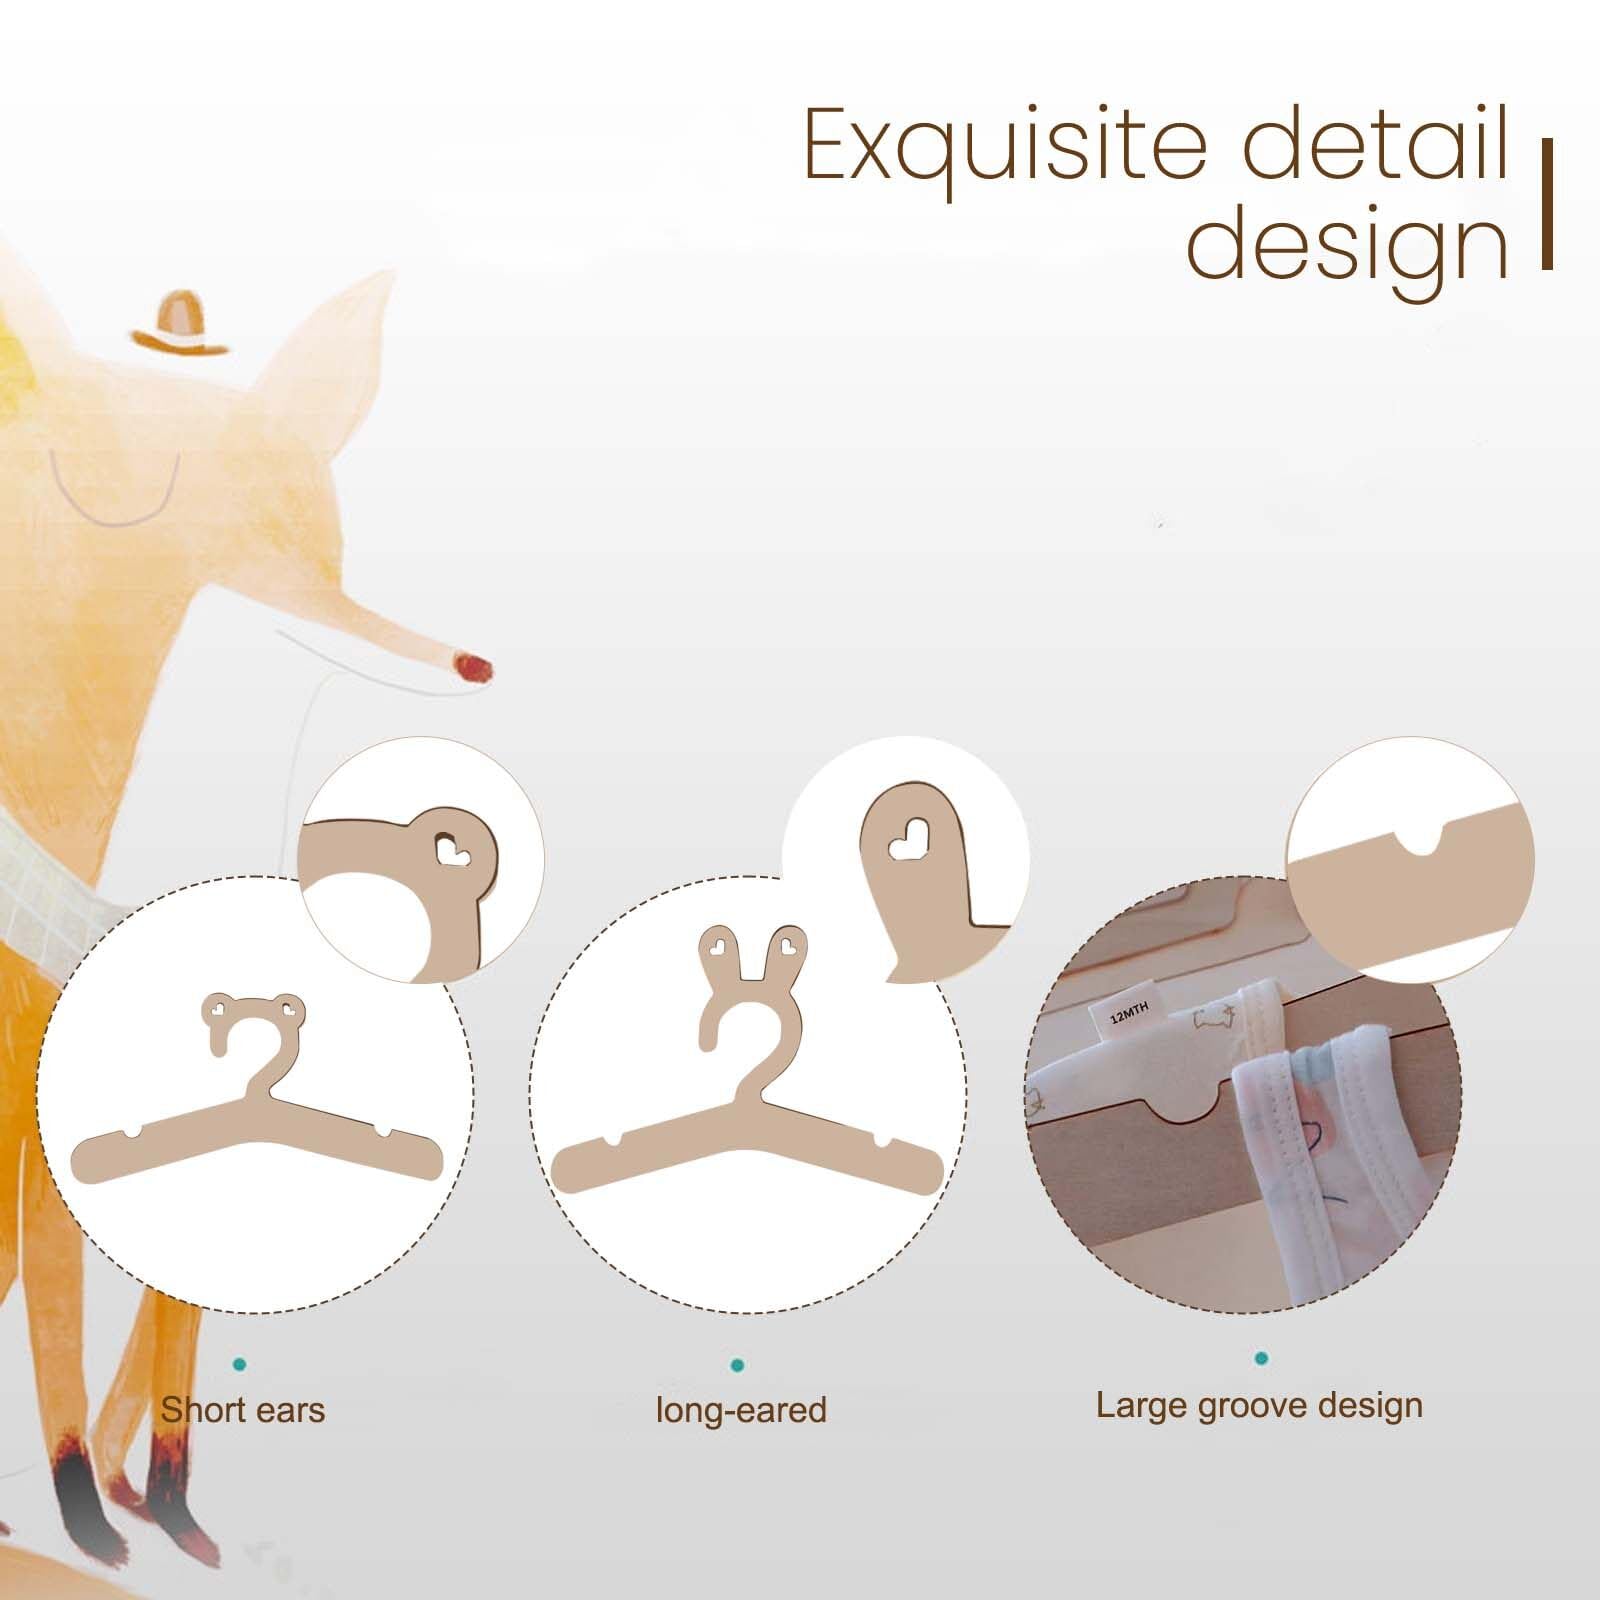 Exquisite detail
design
12MTH
Short ears
long-eared
Large groove design